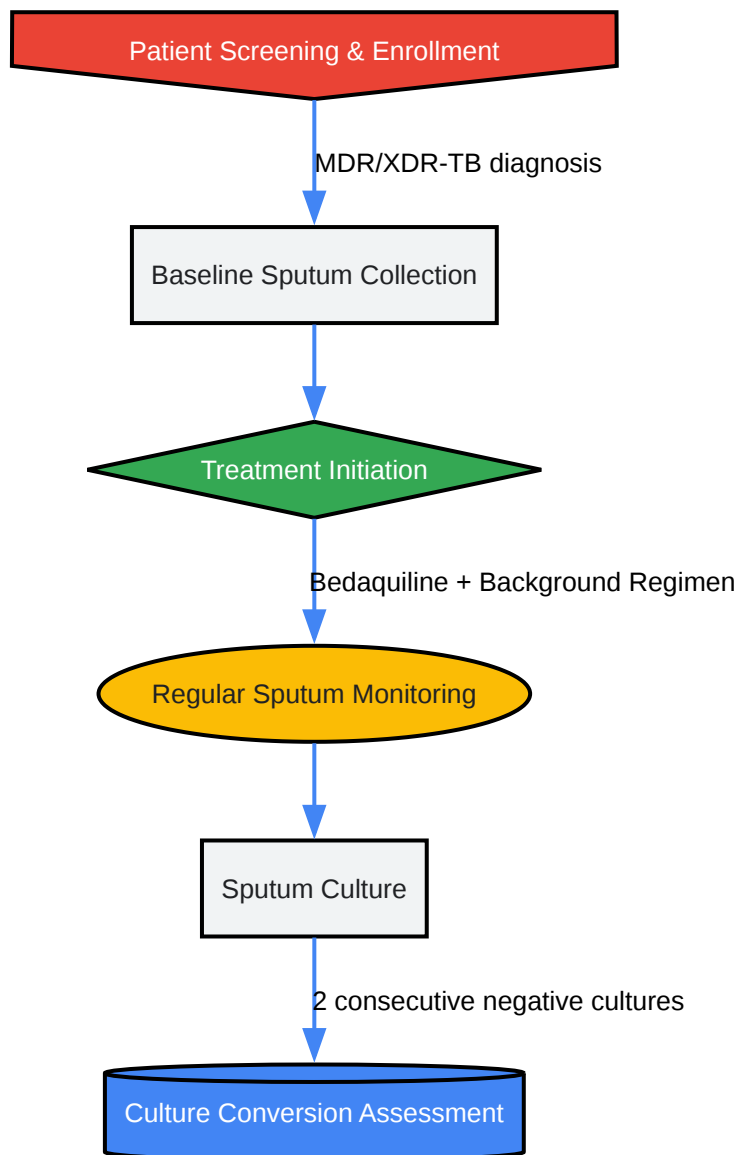 Patient Screening & Enrollment
MDR/XDR-TB diagnosis
Baseline Sputum Collection
Treatment Initiation
Bedaquiline + Background Regimen
Regular Sputum Monitoring
Sputum Culture
2 consecutive negative cultures
Culture Conversion Assessment